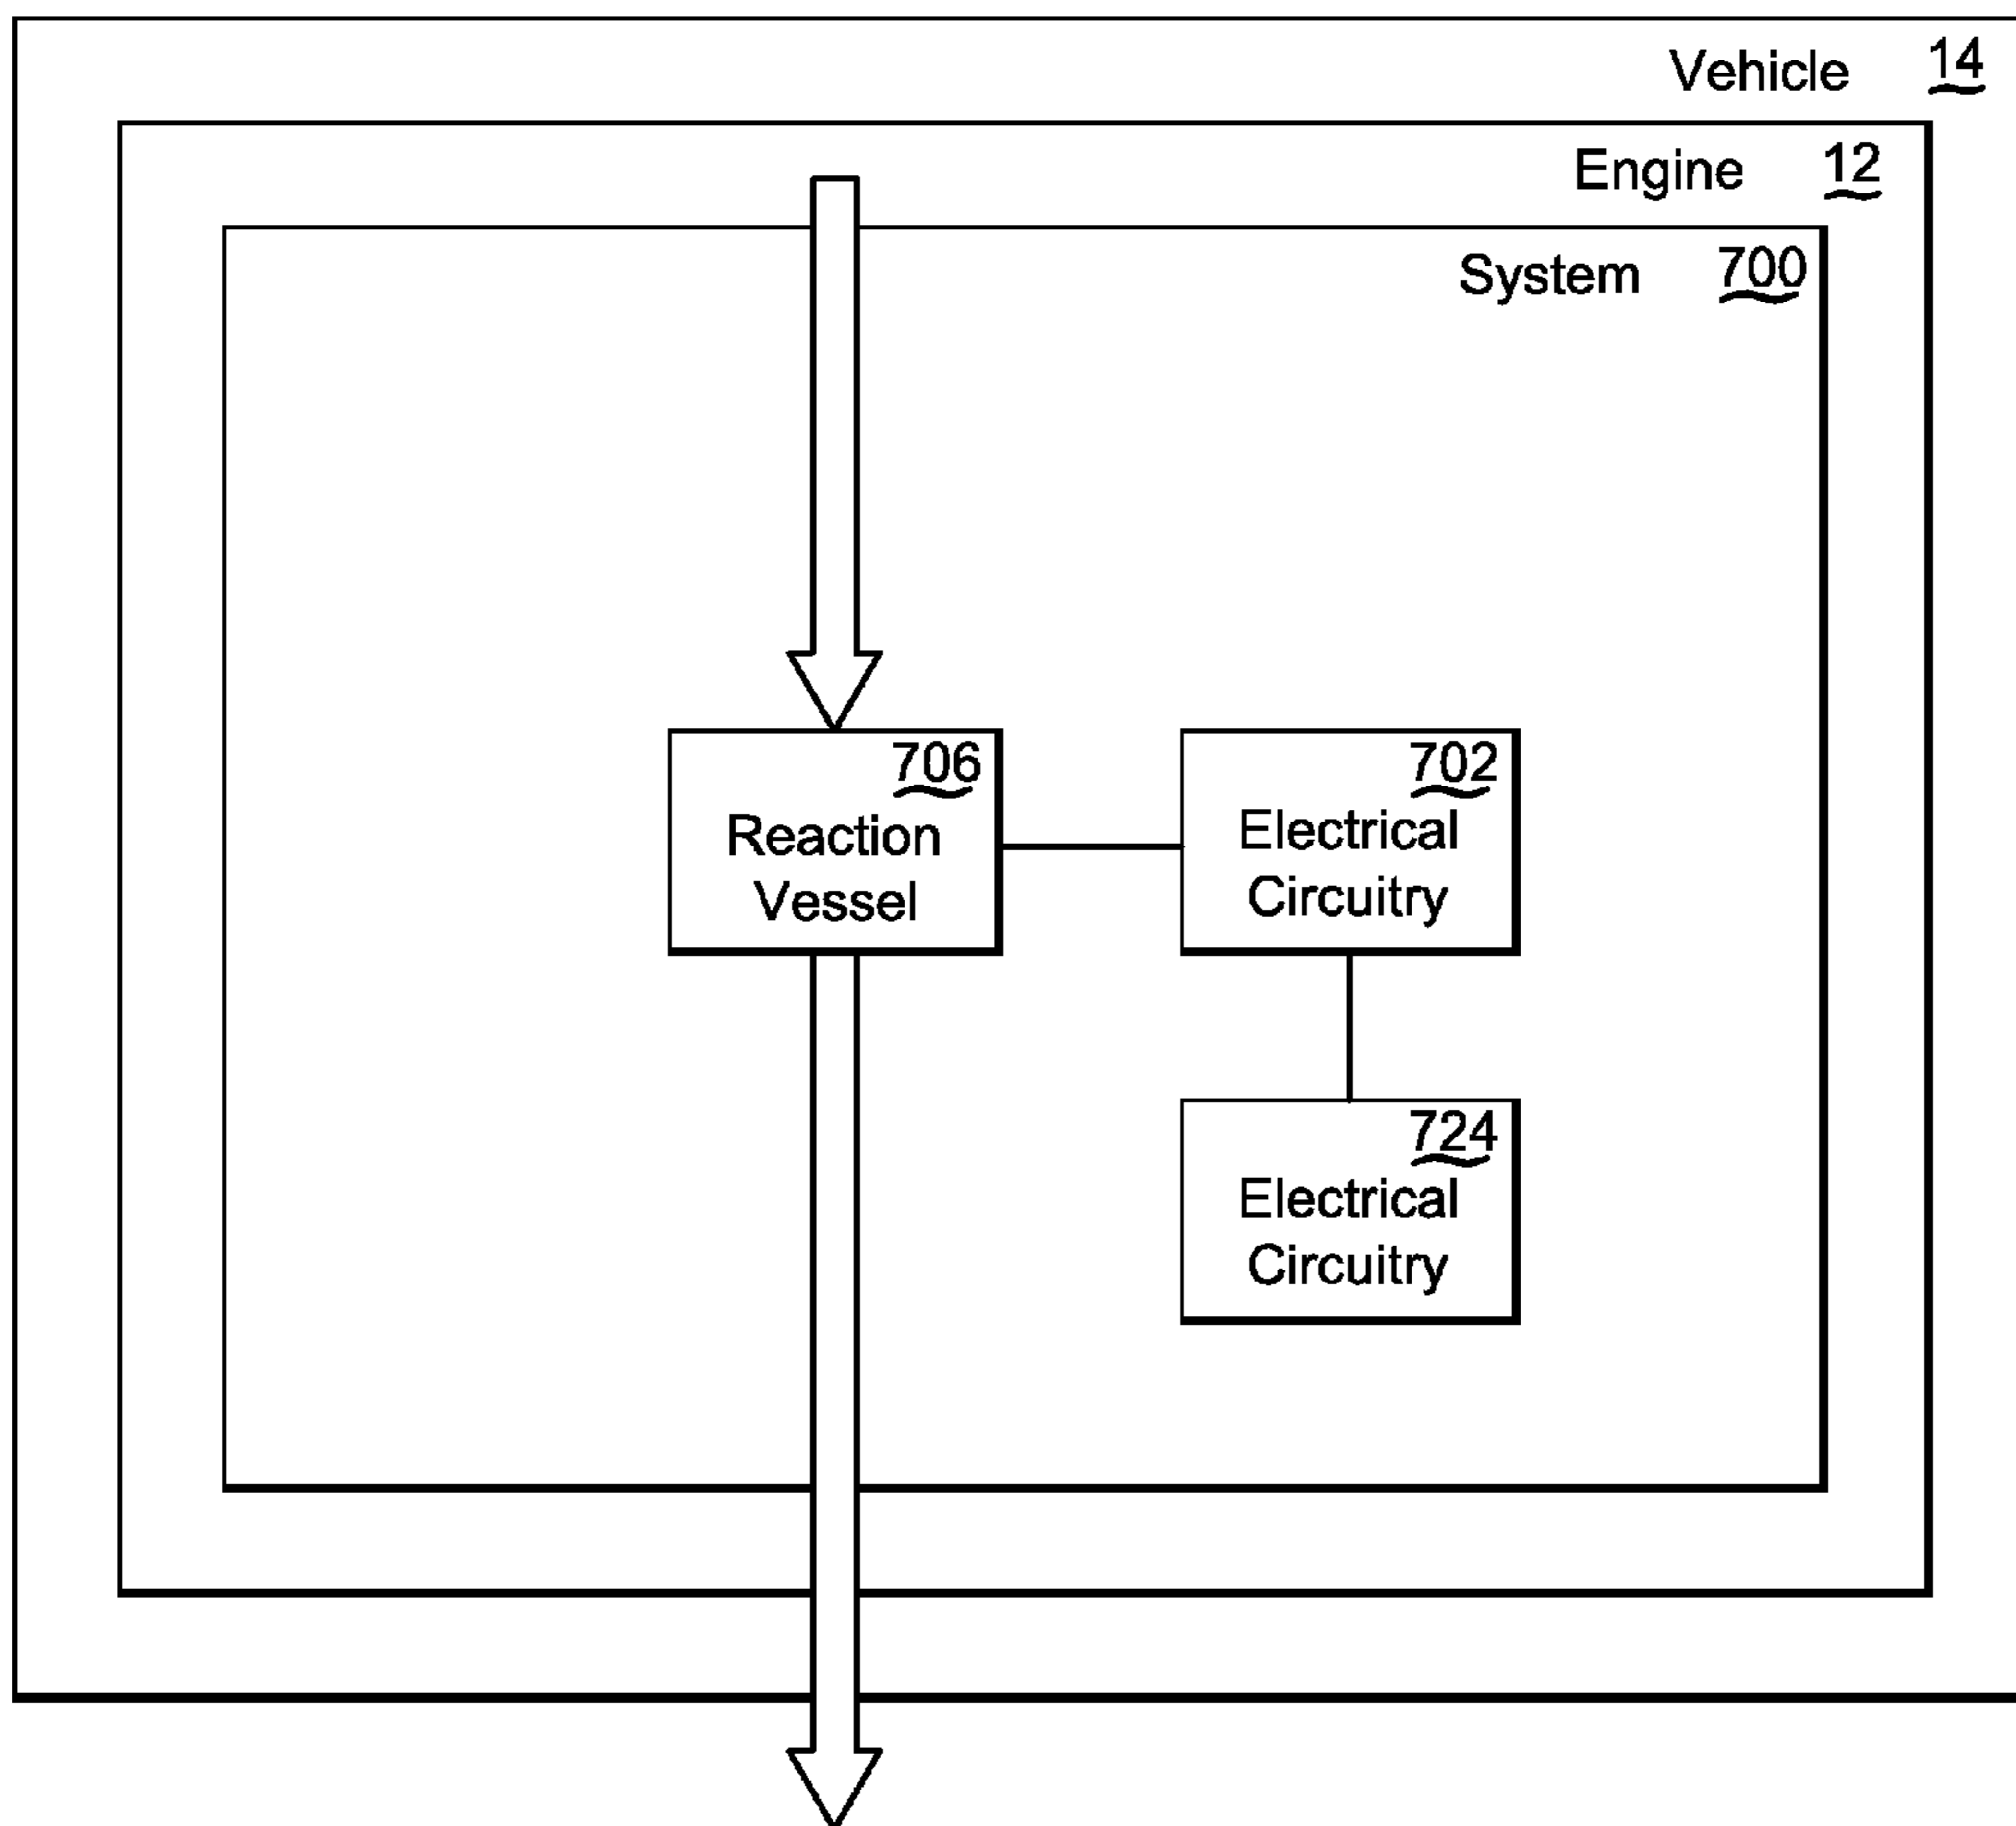 Vehicle 14
Engine 12
System 700
706
Reaction
Vessel
702
Electrical
Circuitry
724
Electrical
Circuitry